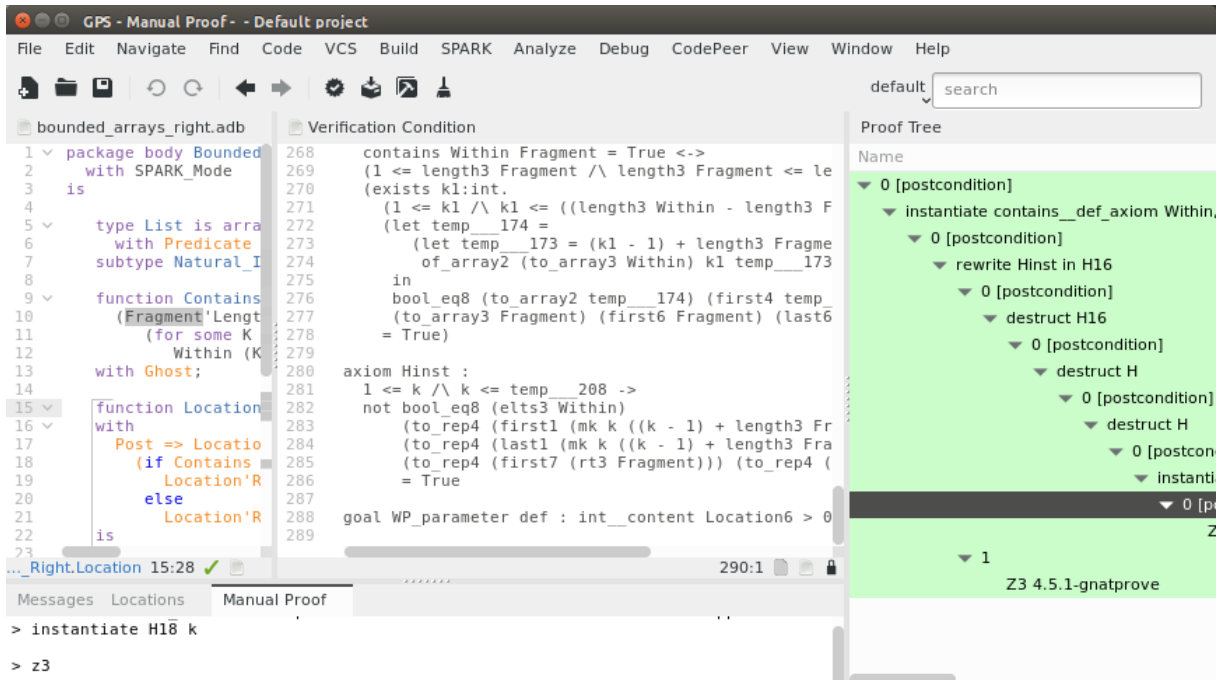 GPS - Manual Proof - - Default project
File Edit Navigate Find Code VCS Build SPARK Analyze Debug CodePeer View Window Help
default search
bounded_arrays_right.adb
1 package body Bounded
2 with SPARK_Mode
3 is
4
5 type List is arra
6 with Predicate
7 subtype Natural_I
8
9 function Contains
10 (Fragment'Lengt
11 (for some K
12 Within (K
13 with Ghost;
14
15 function Location
16 with
17 Post => Locatio
18 (if Contains
19 Location'R
20 else
21 Location'R
22 is
23
..._Right.Location 15:28
Verification Condition
268 contains Within Fragment = True <->
269 (1 <= length3 Fragment /\ length3 Fragment <= le
270 (exists k1:int.
271 (1 <= k1 /\ k1 <= ((length3 Within - length3 F
272 (let temp___174 =
273 (let temp___173 = (k1 - 1) + length3 Fragme
274 of_array2 (to_array3 Within) k1 temp___173
275 in
276 bool_eq8 (to_array2 temp___174) (first4 temp_
277 (to_array3 Fragment) (first6 Fragment) (last6
278 = True)
279
280 axiom Hinst :
281 1 <= k /\ k <= temp___208 ->
282 not bool_eq8 (elts3 Within)
283 (to_rep4 (first1 (mk k ((k - 1) + length3 Fr
284 (to_rep4 (last1 (mk k ((k - 1) + length3 Fra
285 (to_rep4 (first7 (rt3 Fragment))) (to_rep4 (
286 = True
287
288 goal WP_parameter def : int__content Location6 > 0
289
290:1
Proof Tree
Name
0 [postcondition]
instantiate contains__def_axiom Within,
0 [postcondition]
rewrite Hinst in H16
0 [postcondition]
destruct H16
0 [postcondition]
destruct H
0 [postcondition]
destruct H
0 [postcon
instanti
0 [po
Z
1
Z3 4.5.1-gnatprove
Messages Locations Manual Proof
> instantiate H18 k
> z3